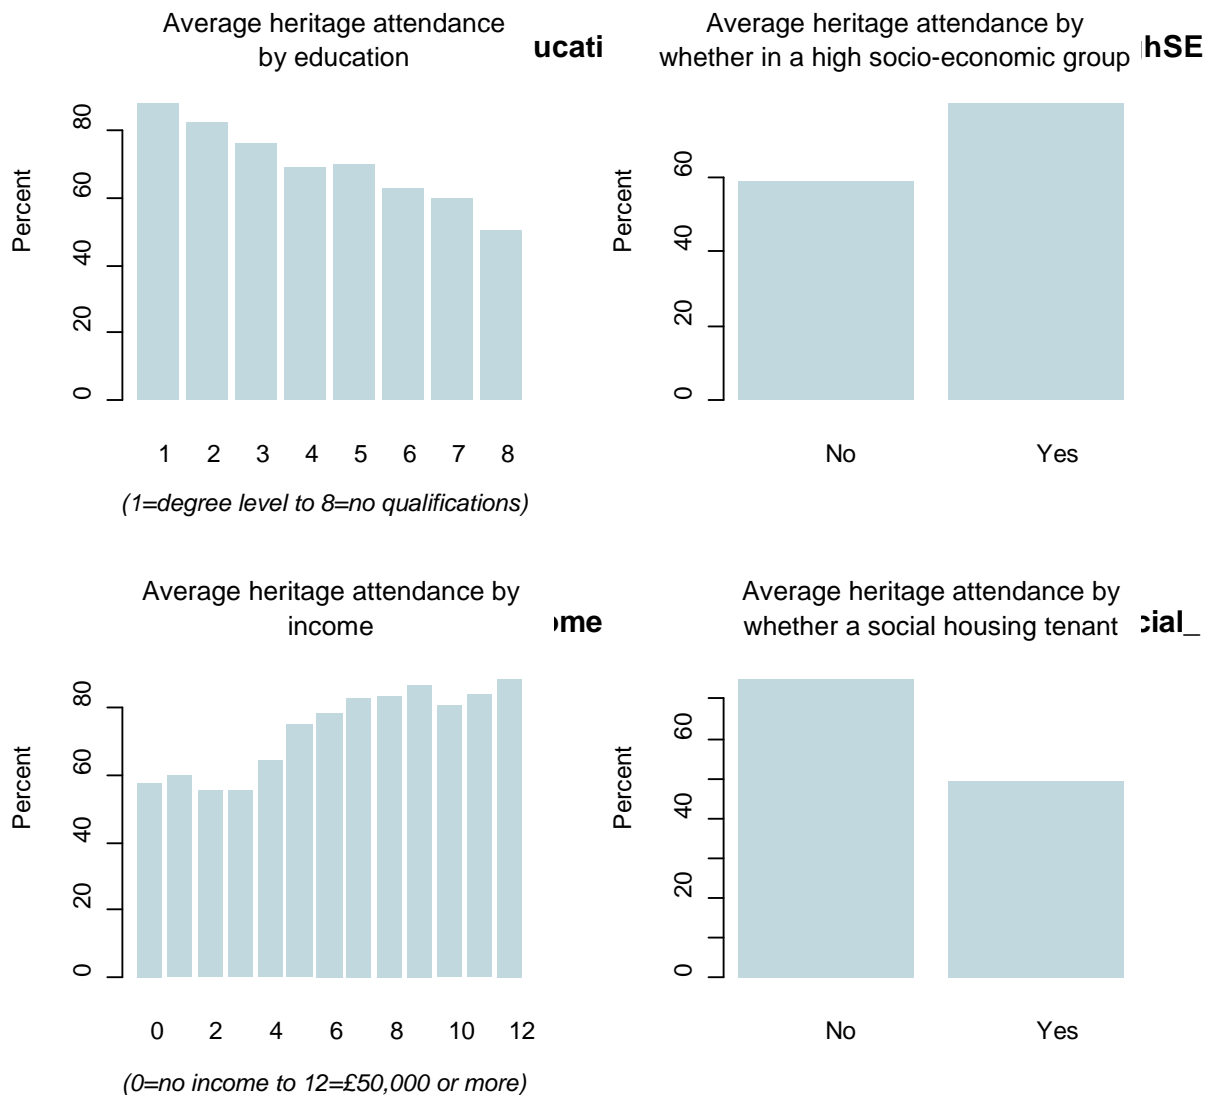 Average heritage attendance
by education
ucati
Percent
80
60
40
20
0
1 2 3 4 5 6 7 8
(1=degree level to 8=no qualifications)
Average heritage attendance by
whether in a high socio-economic group
hSE
Percent
60
40
20
0
No Yes
Average heritage attendance by
income
ome
Percent
80
60
40
20
0
0 2 4 6 8 10 12
(0=no income to 12=£50,000 or more)
Average heritage attendance by
whether a social housing tenant
cial_
Percent
60
40
20
0
No Yes